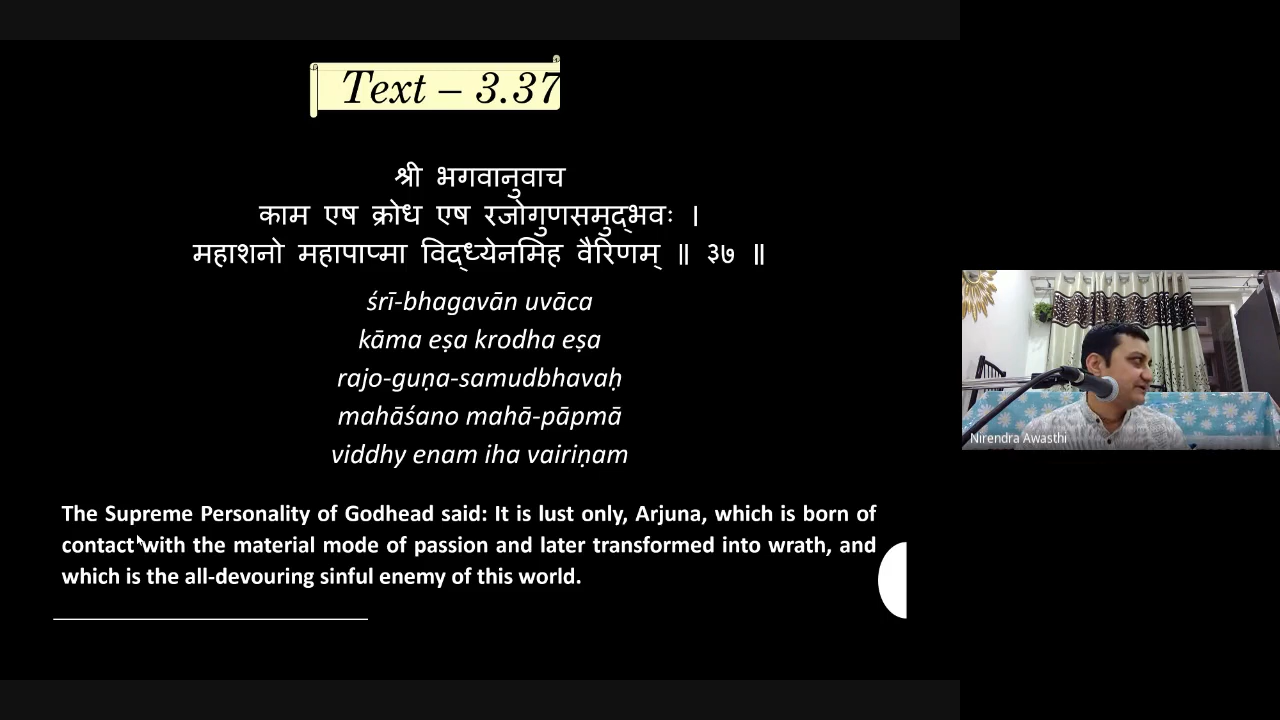 Text – 3.37
श्री भगवानुवाच
काम एष क्रोध एष रजोगुणसमुद्भवः ।
महाशनो महापाप्मा विद्ध्येनमिह वैरिणम् ॥ ३७ ॥
śrī-bhagavān uvāca
kāma eṣa krodha eṣa
rajo-guṇa-samudbhavaḥ
mahāśano mahā-pāpmā
viddhy enam iha vairiṇam
The Supreme Personality of Godhead said: It is lust only, Arjuna, which is born of
contact with the material mode of passion and later transformed into wrath, and
which is the all-devouring sinful enemy of this world.
Nirendra Awasthi